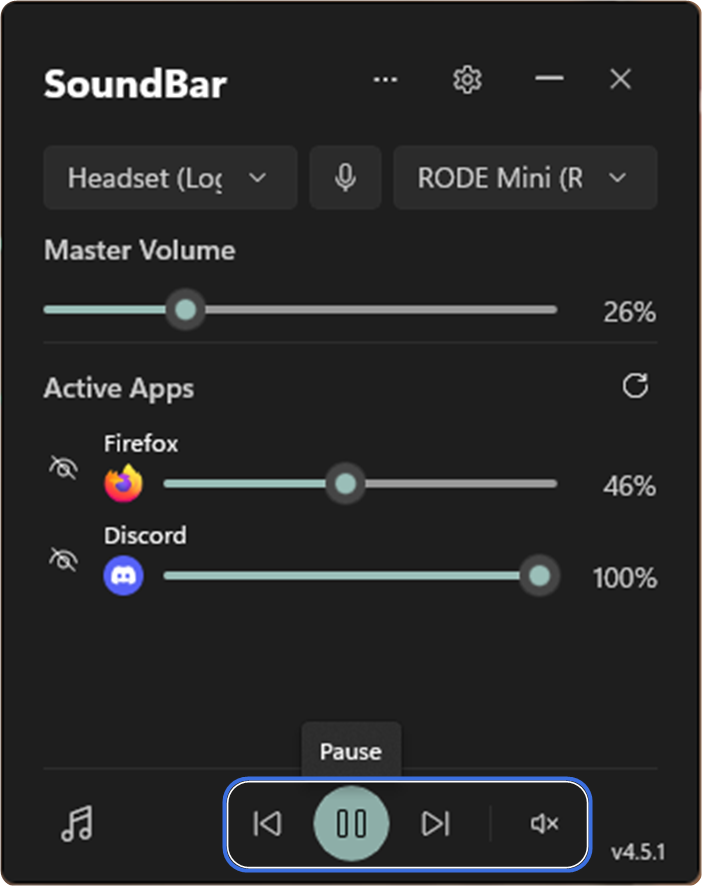 SoundBar
Headset (Log
RODE Mini (R
Master Volume
26%
Active Apps
Firefox
46%
Discord
100%
Pause
v4.5.1